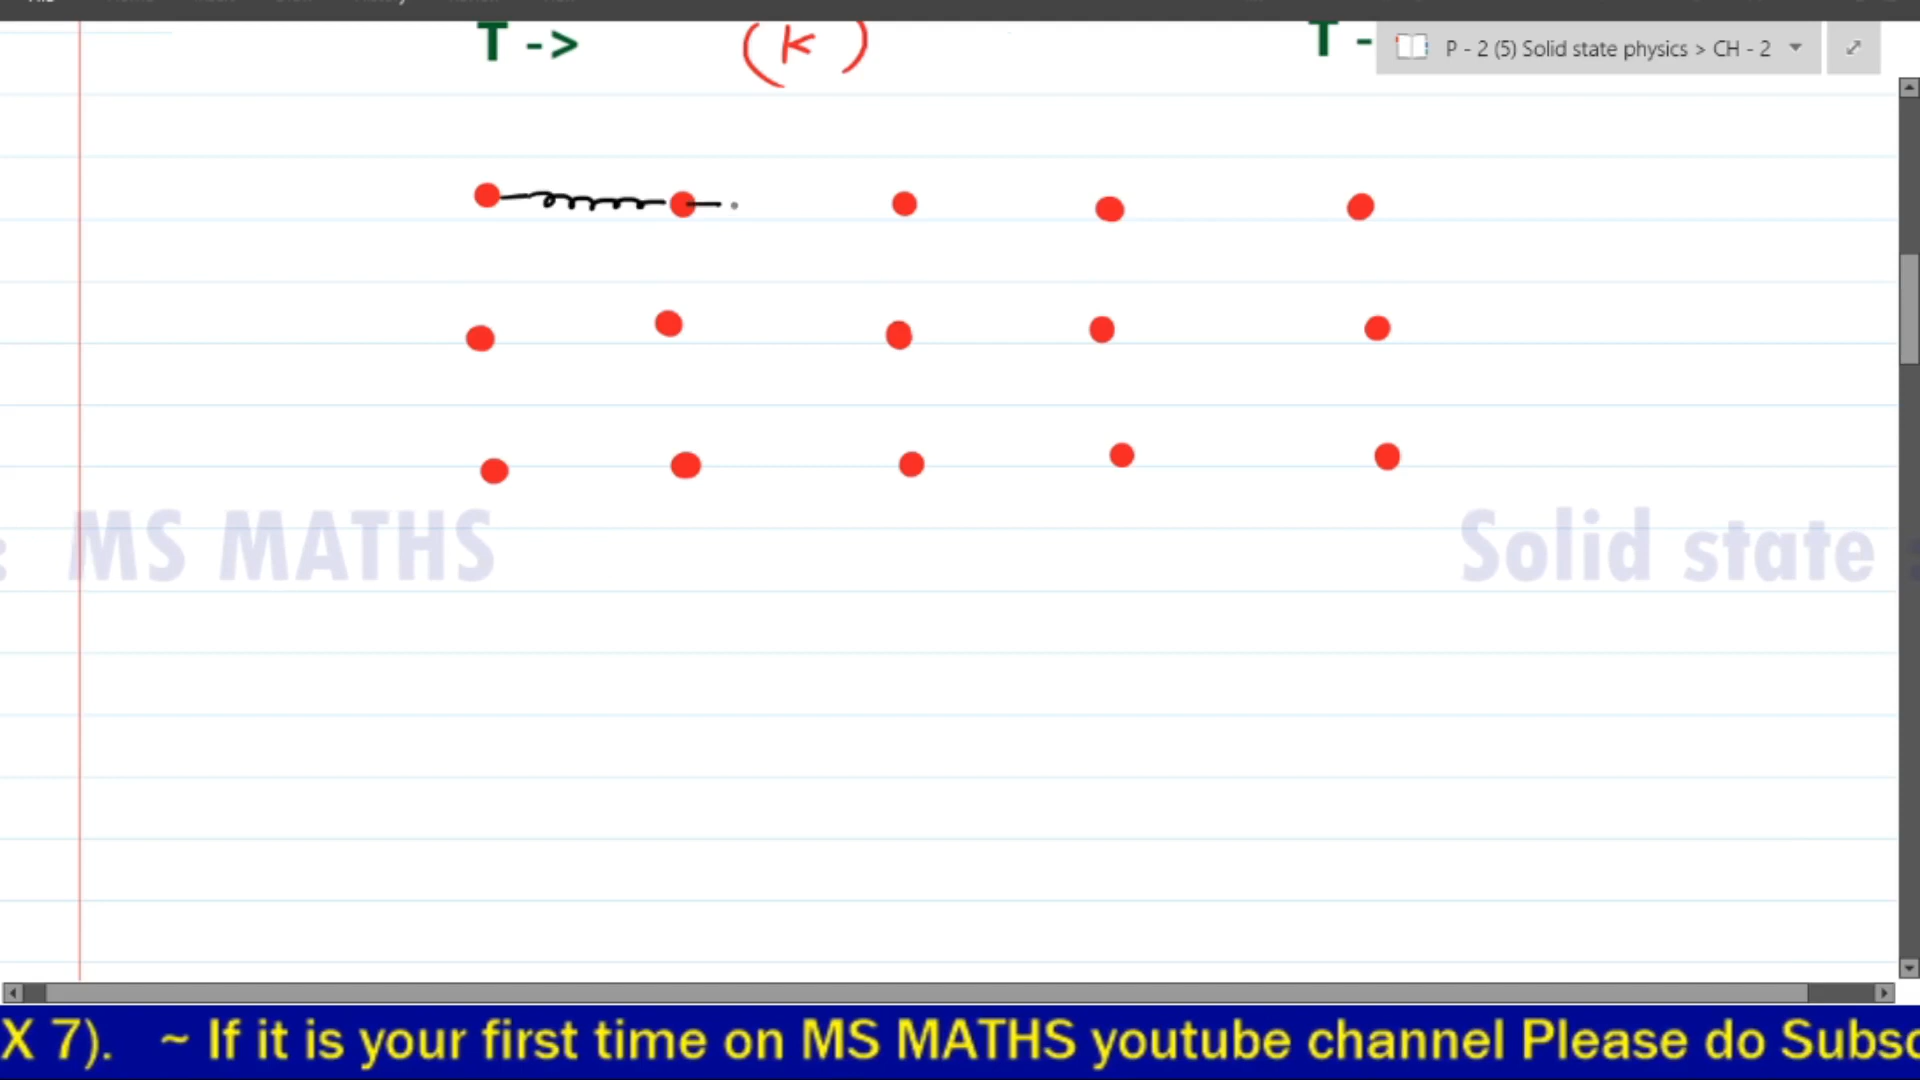 T -> (K) T -
P - 2 (5) Solid state physics > CH - 2
: MS MATHS Solid state :
X 7). ~ If it is your first time on MS MATHS youtube channel Please do Subsc